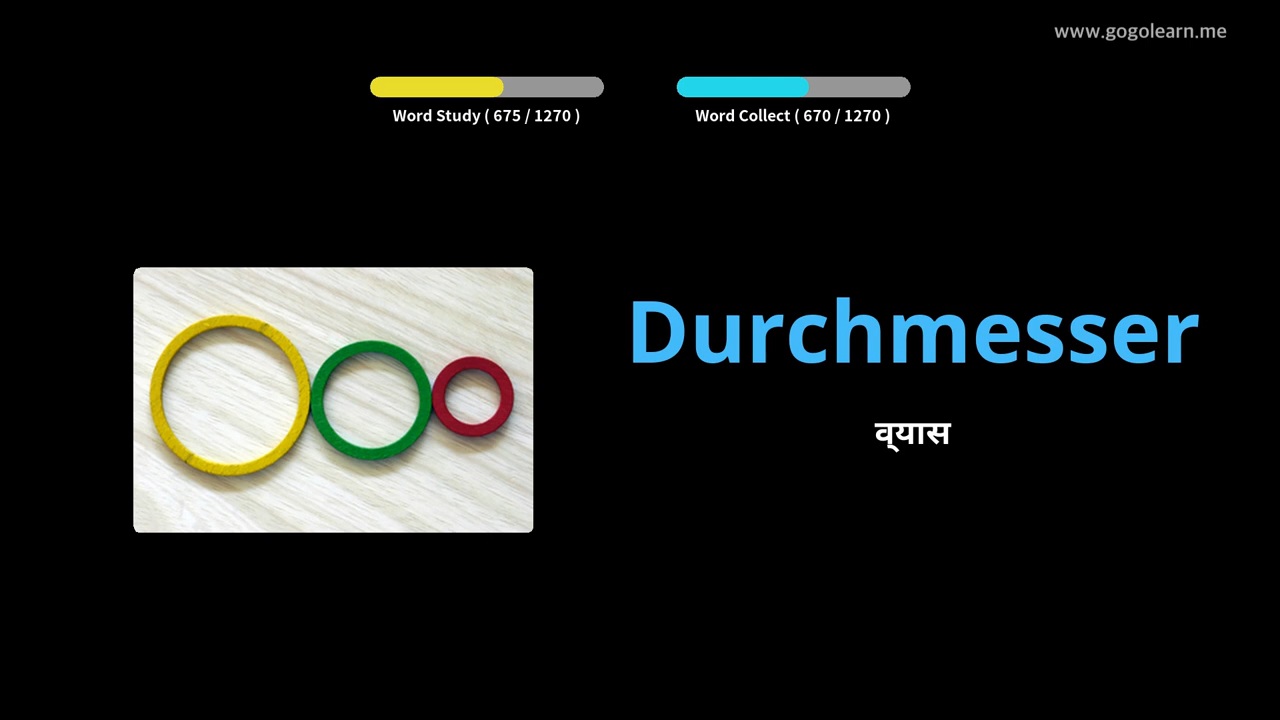 www.gogolearn.me
Word Study ( 675 / 1270 )
Word Collect ( 670 / 1270 )
Durchmesser
व्यास